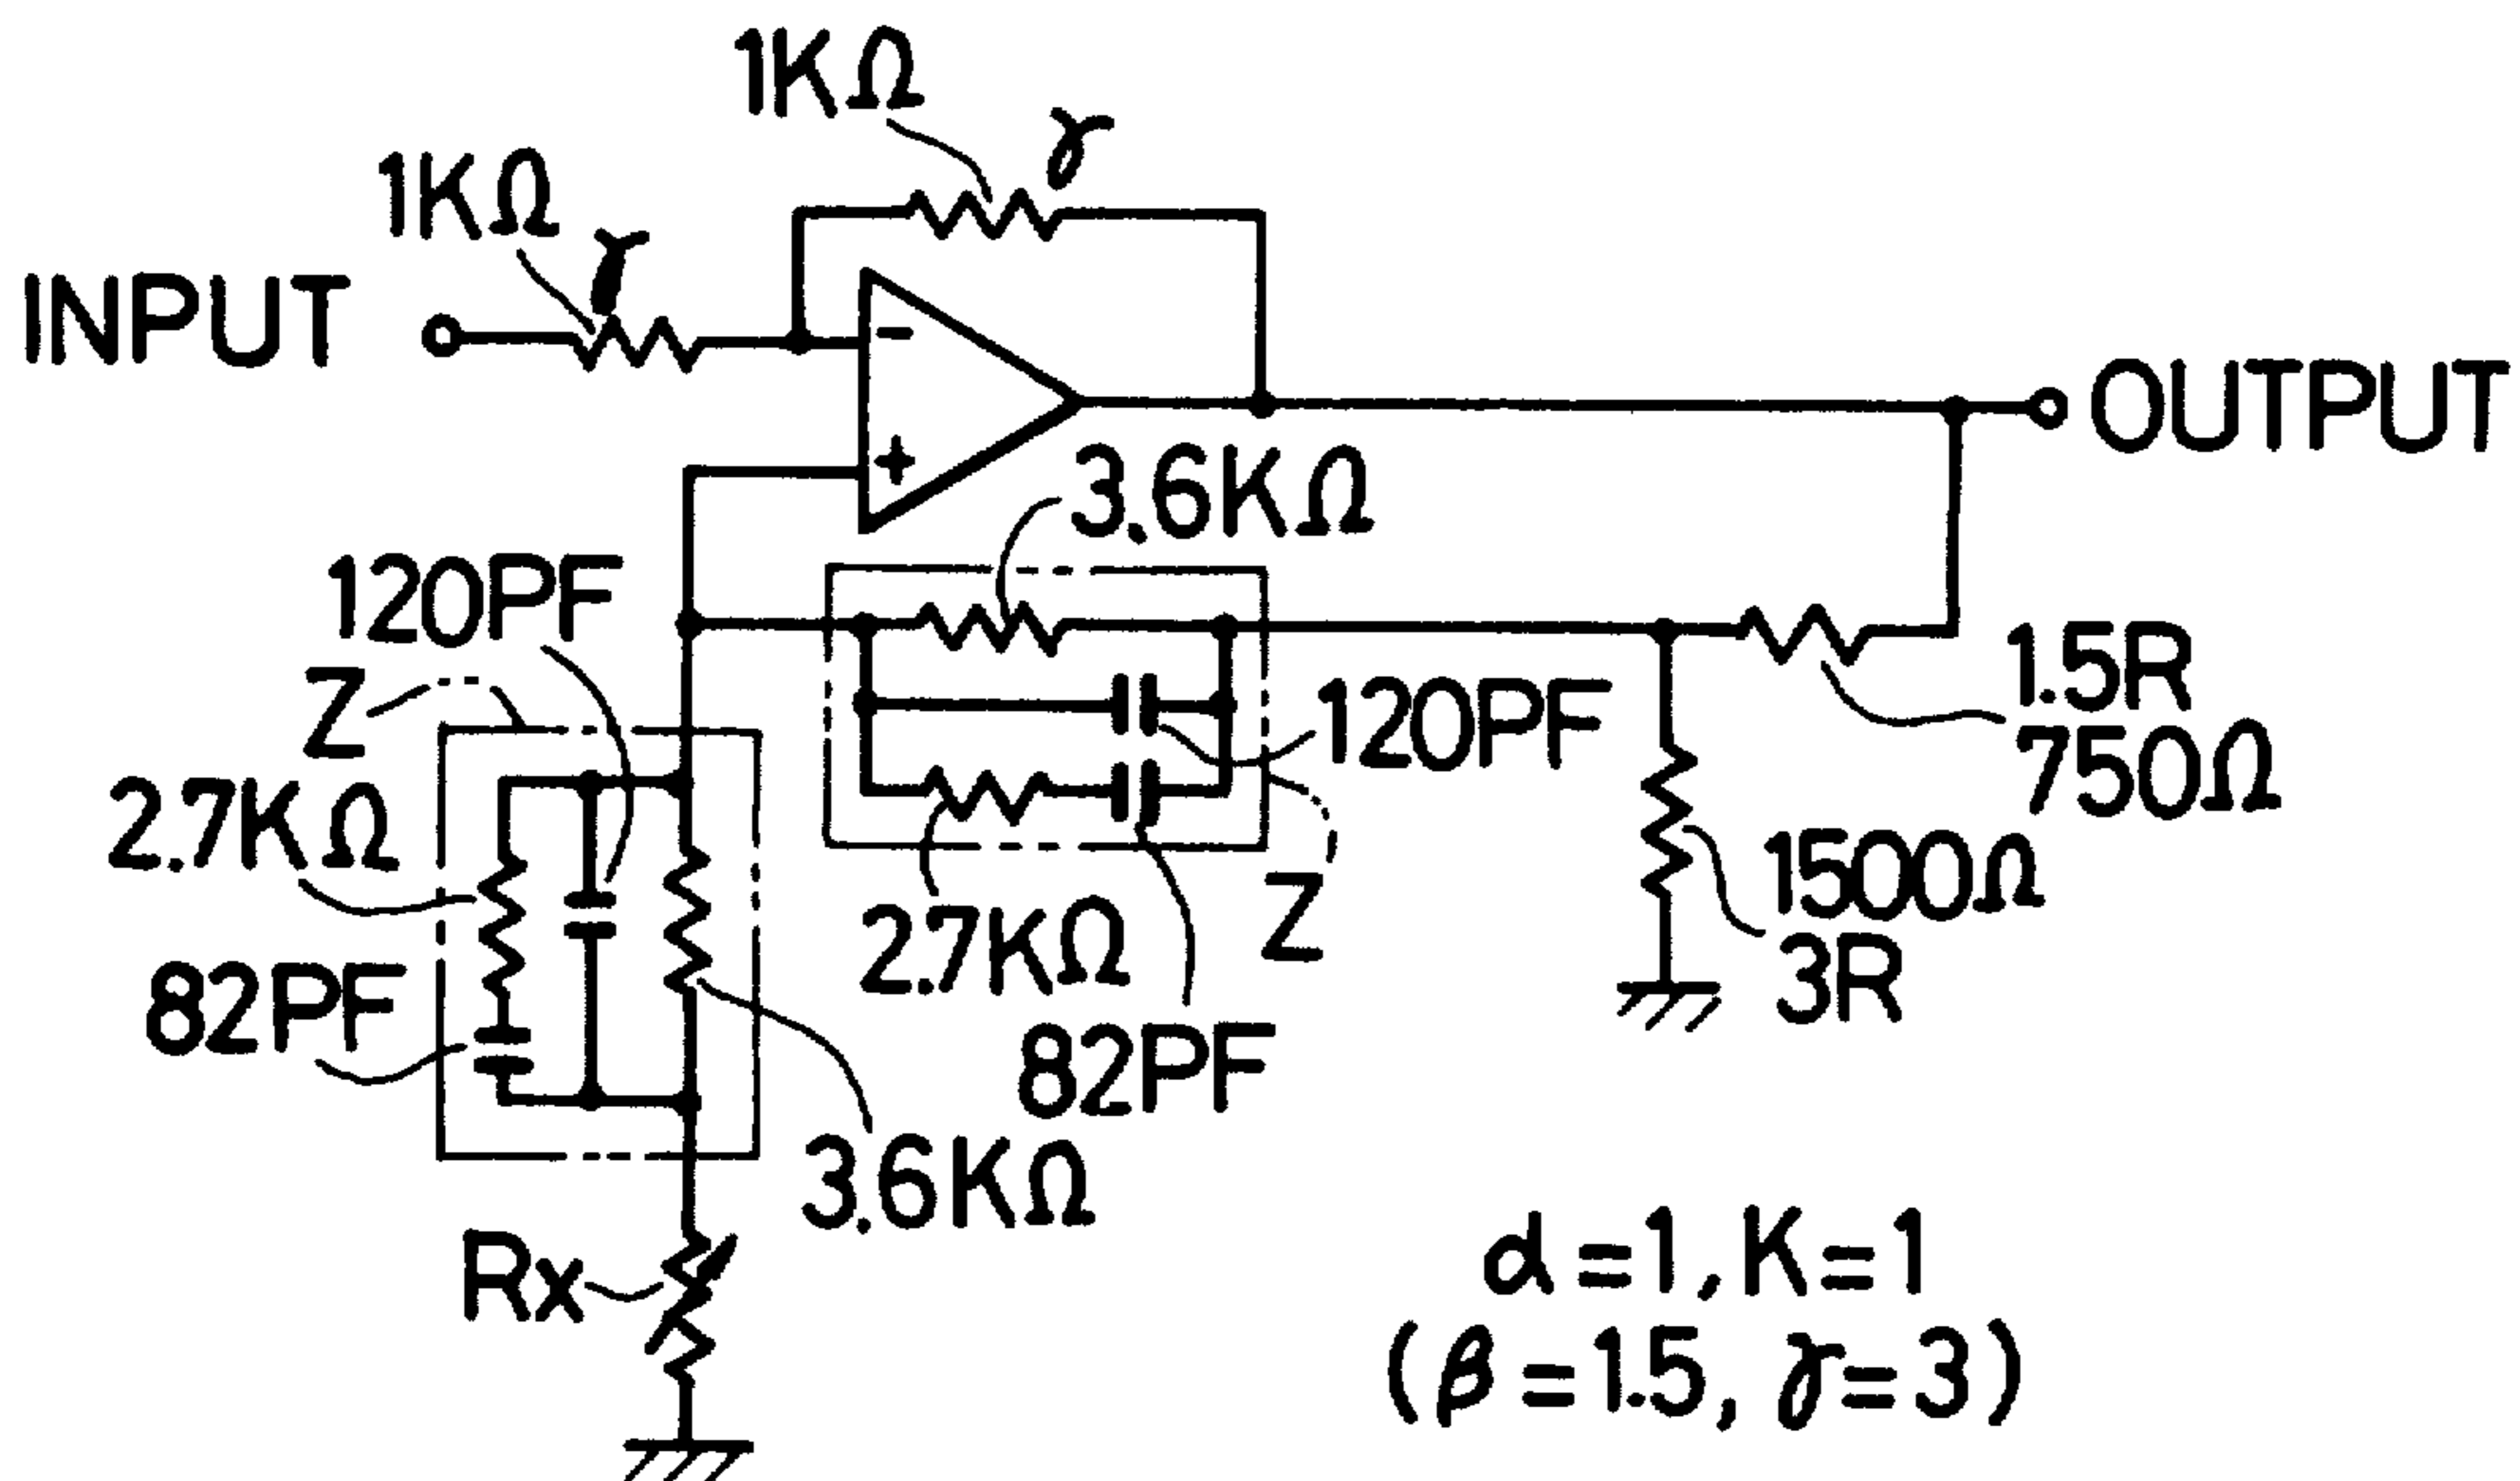 1KΩ
γ
1KΩ
γ
INPUT
-
OUTPUT
+
3.6KΩ
120PF
1.5R
Z
120PF
750Ω
2.7KΩ
1500Ω
Z
2.7KΩ
3R
82PF
82PF
3.6KΩ
Rx
α=1,K=1
(β=1.5, γ=3)